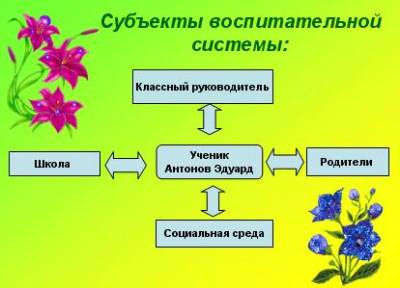 Субъекты воспитательной
системы:
Классный руководитель
Школа
Ученик
Антонов Эдуард
Родители
Социальная среда